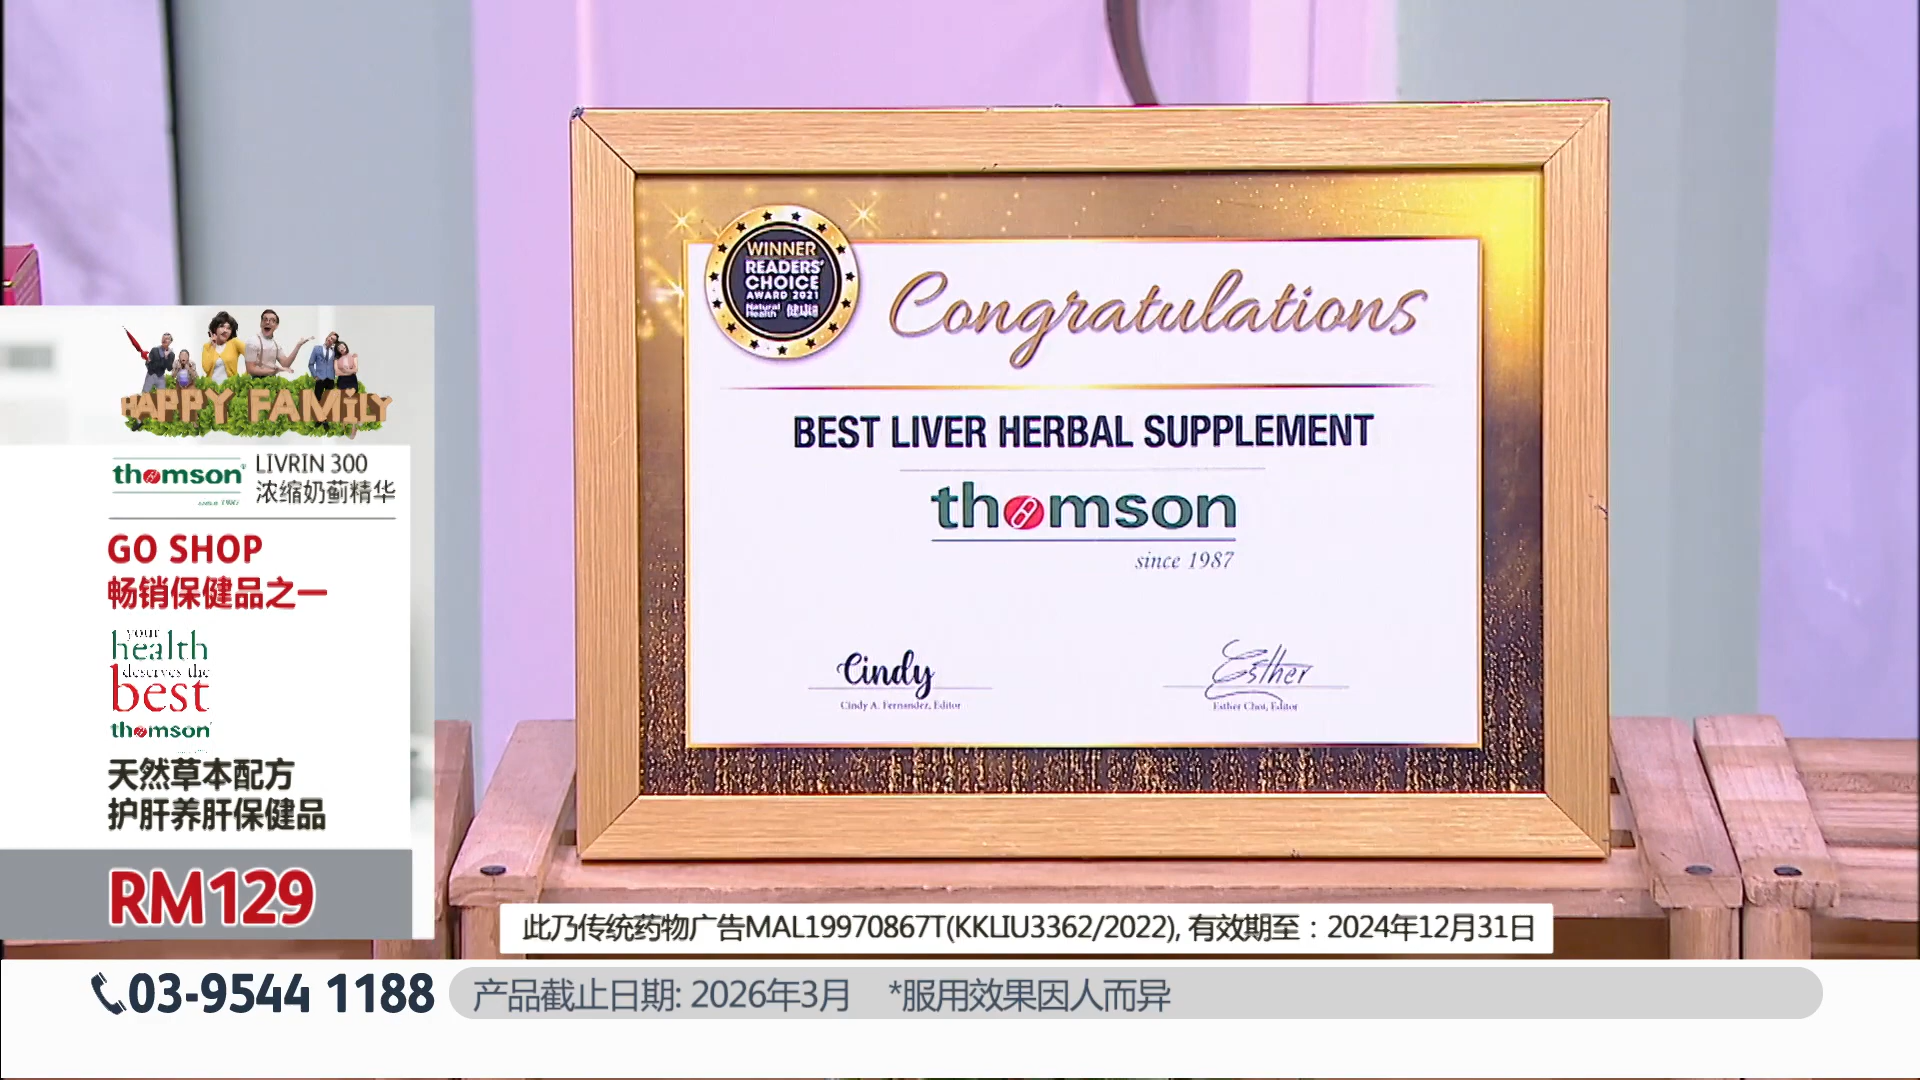 WINNER
READERS'
CHOICE
AWARD 2021
Natural
Health
Congratulations
BEST LIVER HERBAL SUPPLEMENT
thomson
since 1987
Cindy
Cindy A. Fernandez, Editor
Esther
Esther Choi, Editor
HAPPY FAMiLY
thomson®
since 1987
LIVRIN 300
浓缩奶蓟精华
GO SHOP
畅销保健品之一
your
health
deserves the
best
thomson
天然草本配方
护肝养肝保健品
RM129
此乃传统药物广告MAL19970867T(KKLIU3362/2022), 有效期至：2024年12月31日
03-9544 1188
产品截止日期: 2026年3月 *服用效果因人而异